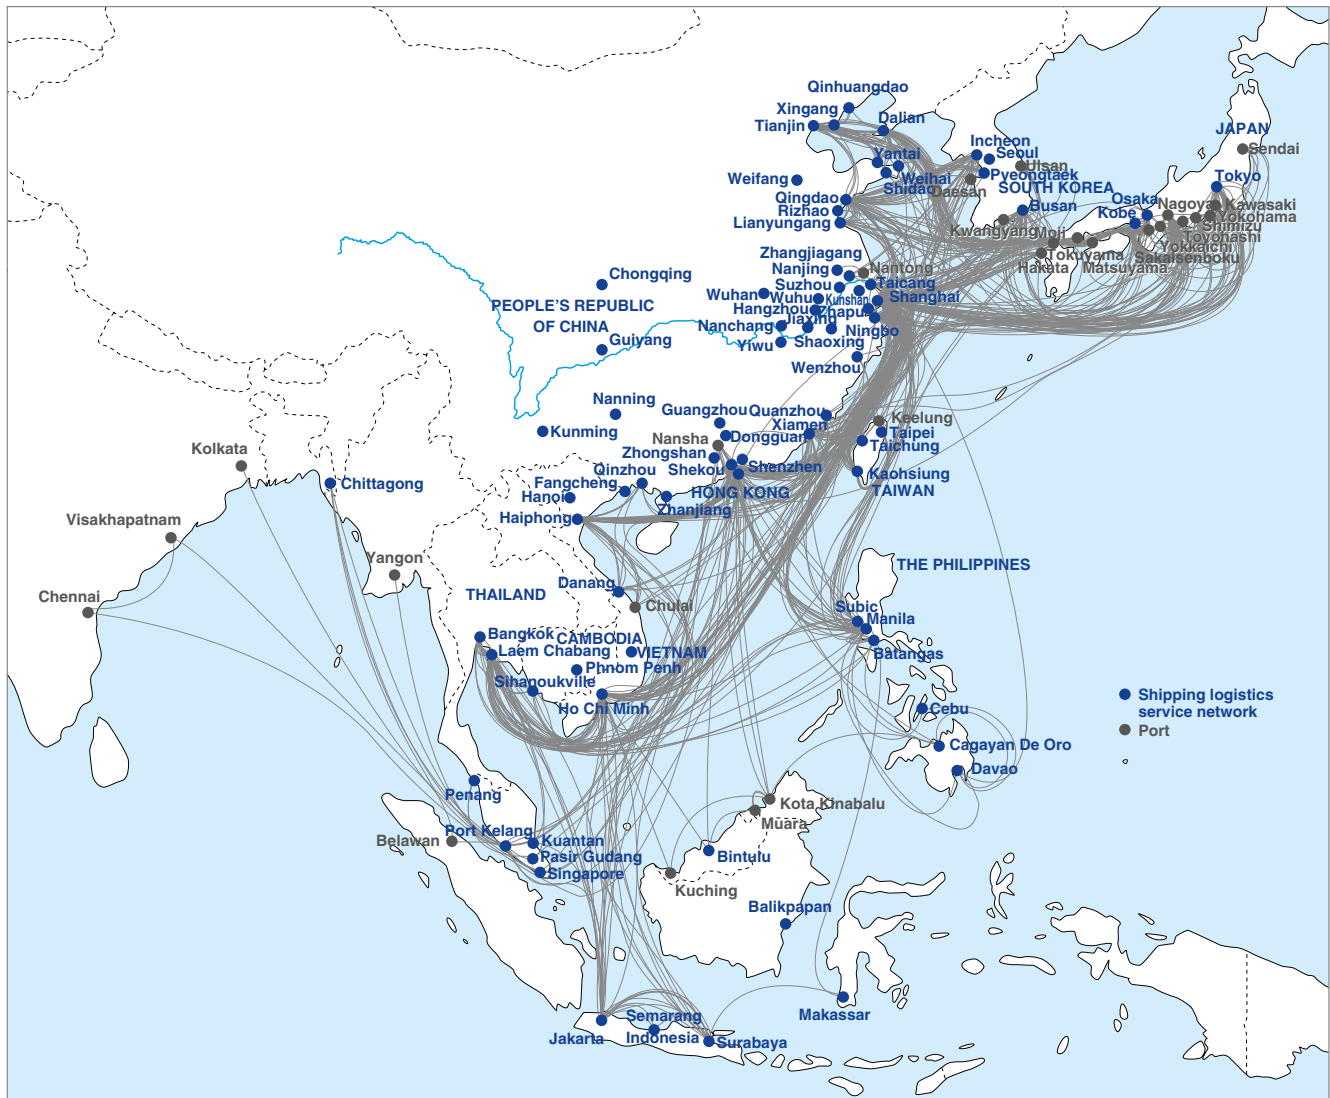 Qinhuangdao
Xingang
Tianjin
Dalian
JAPAN
Sendai
Incheon
Seoul
Yantai
Ulsan
Weihai
Pyeongtaek
Weifang
Shidao
Daesan
SOUTH KOREA
Tokyo
Qingdao
Rizhao
Lianyungang
Busan
Osaka
Kobe
Nagoya
Kawasaki
Yokohama
Shimizu
Kwangyang
Moji
Toyohashi
Yokkaichi
Tokuyama
Sakaisenboku
Hakata
Matsuyama
Zhangjiagang
Nanjing
Nantong
Chongqing
Suzhou
Taicang
Wuhan
Wuhu
Kunshan
Shanghai
PEOPLE'S REPUBLIC
OF CHINA
Hangzhou
Zhapu
Nanchang
Jiaxing
Ningbo
Guiyang
Yiwu
Shaoxing
Wenzhou
Nanning
Guangzhou
Quanzhou
Keelung
Kunming
Nansha
Dongguan
Xiamen
Taipei
Taichung
Kolkata
Zhongshan
Qinzhou
Shekou
Shenzhen
Kaohsiung
Chittagong
Fangcheng
HONG KONG
TAIWAN
Hanoi
Zhanjiang
Haiphong
Visakhapatnam
Yangon
THE PHILIPPINES
Chennai
THAILAND
Danang
Chulai
Subic
Manila
Bangkok
CAMBODIA
Laem Chabang
VIETNAM
Batangas
Phnom Penh
Sihanoukville
Ho Chi Minh
Cebu
Shipping logistics
service network
Port
Cagayan De Oro
Davao
Penang
Kota Kinabalu
Muara
Port Kelang
Belawan
Kuantan
Pasir Gudang
Bintulu
Singapore
Kuching
Balikpapan
Makassar
Semarang
Jakarta
Indonesia
Surabaya